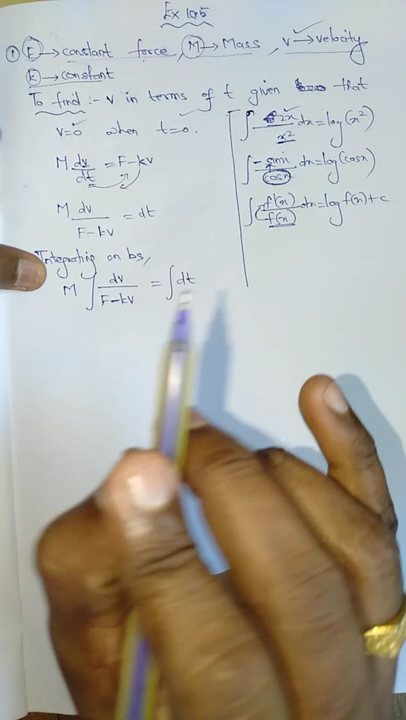 Ex 10.5
① F → constant force, M → Mass, V → velocity
K → constant
To find :- V in terms of t given that
V=0 when t=0.
M dv/dt = F-kv
M dv/F-kv = dt
Integrating on bs,
M ∫ dv/F-kv = ∫ dt
∫ 2x/x² dx = log(x²)
∫ -sinx/cosx dx = log(cosx)
∫ f'(x)/f(x) dx = log f(x) + c